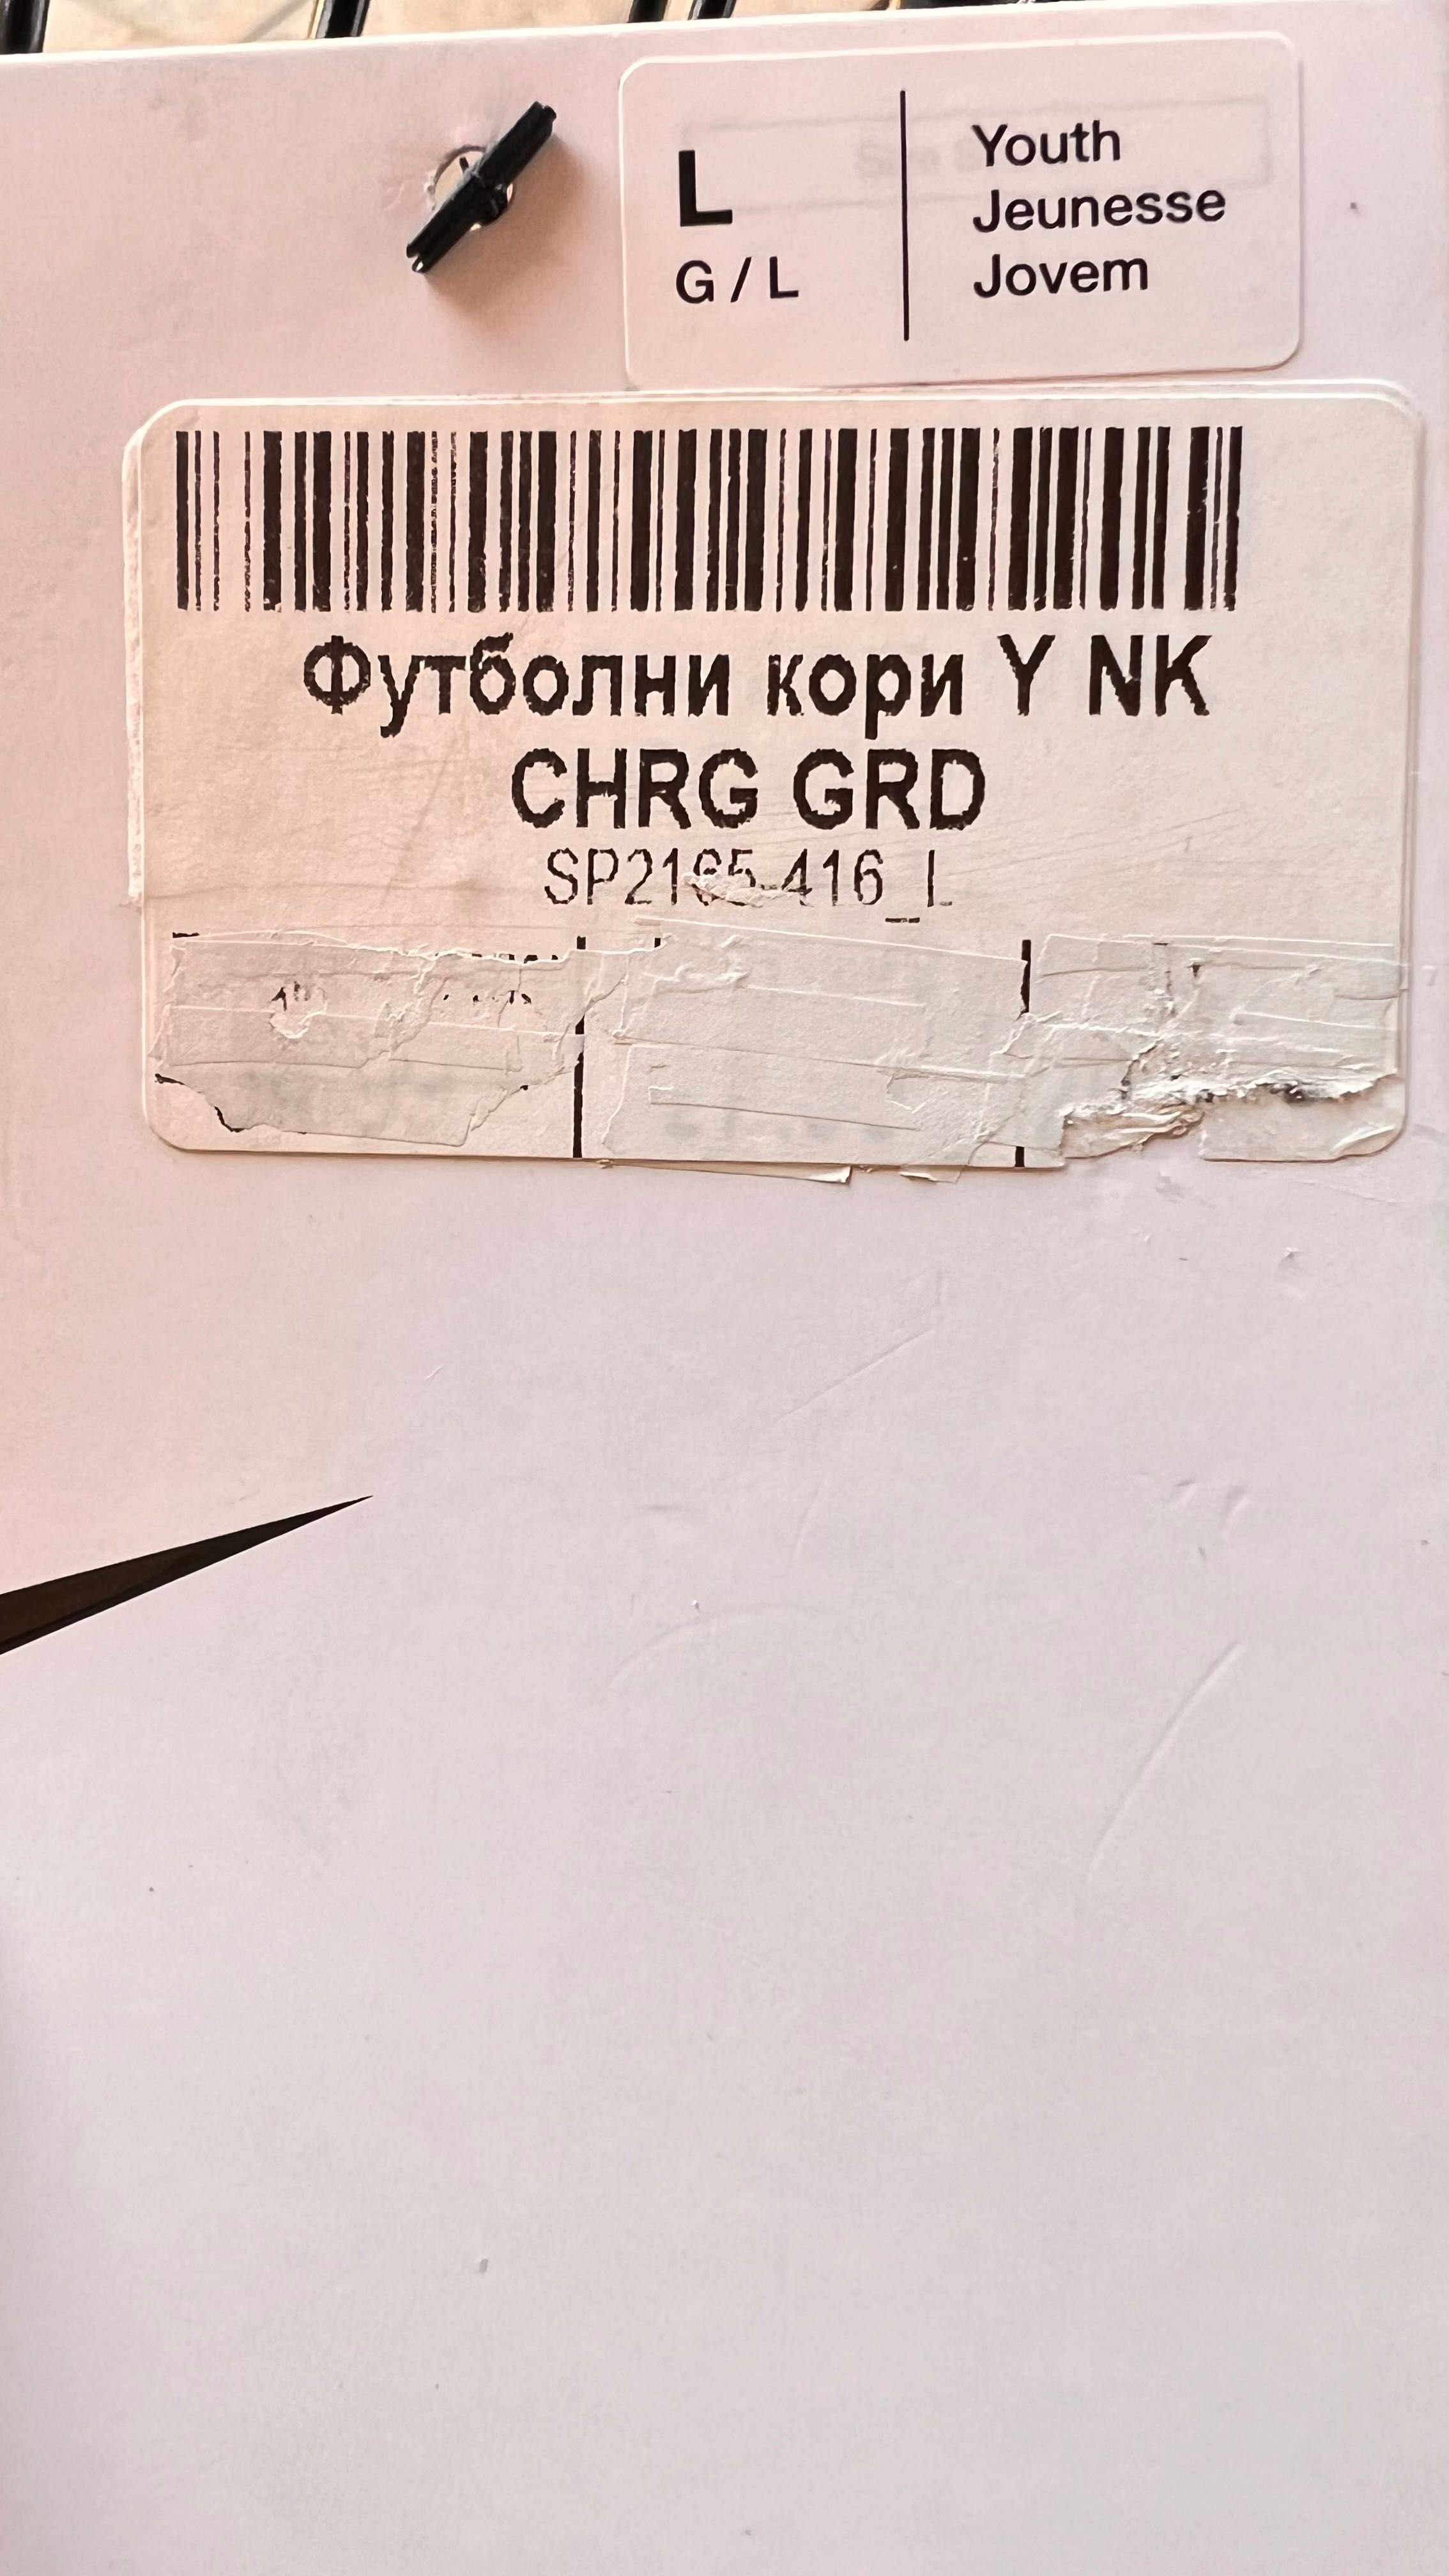 L
G / L
Youth
Jeunesse
Jovem
Футболни кори Y NK
CHRG GRD
SP2165-416_L